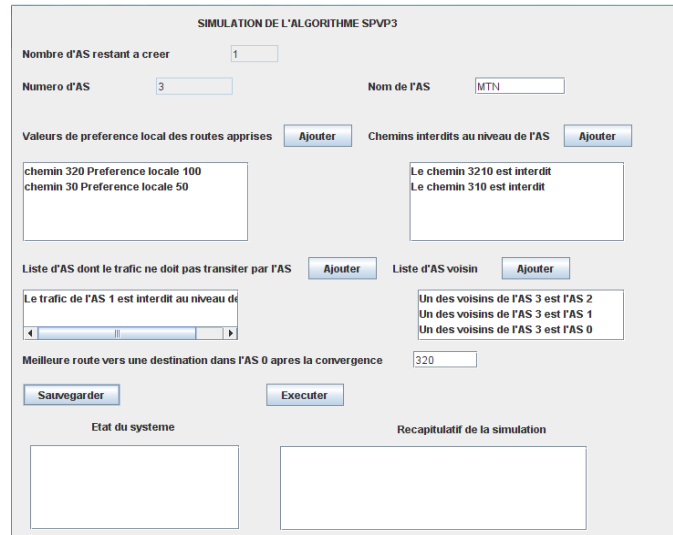 SIMULATION DE L'ALGORITHME SPVP3
Nombre d'AS restant a creer 1
Numero d'AS 3 Nom de l'AS MTN
Valeurs de preference local des routes apprises Ajouter Chemins interdits au niveau de l'AS Ajouter
chemin 320 Preference locale 100
chemin 30 Preference locale 50
Le chemin 3210 est interdit
Le chemin 310 est interdit
Liste d'AS dont le trafic ne doit pas transiter par l'AS Ajouter Liste d'AS voisin Ajouter
Le trafic de l'AS 1 est interdit au niveau de
Un des voisins de l'AS 3 est l'AS 2
Un des voisins de l'AS 3 est l'AS 1
Un des voisins de l'AS 3 est l'AS 0
Meilleure route vers une destination dans l'AS 0 apres la convergence 320
Sauvegarder Executer
Etat du systeme Recapitulatif de la simulation